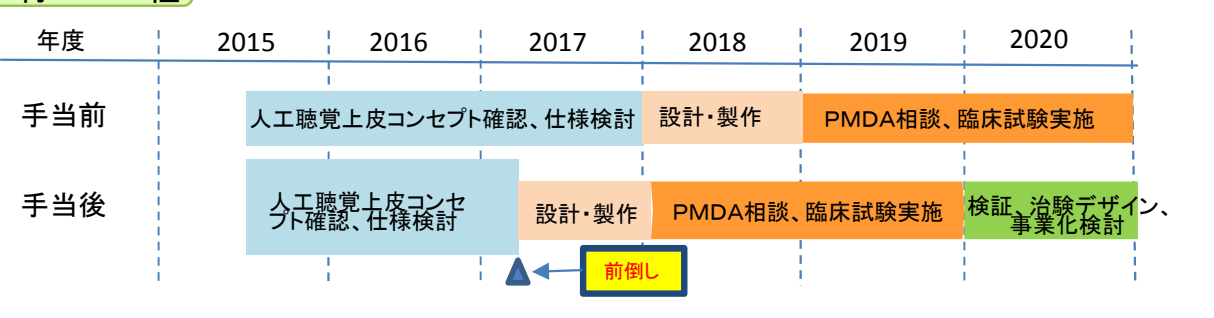 年度 2015 2016 2017 2018 2019 2020
手当前 人工聴覚上皮コンセプト確認、仕様検討 設計・製作 PMDA相談、臨床試験実施
手当後 人工聴覚上皮コンセ
プト確認、仕様検討 設計・製作 PMDA相談、臨床試験実施 検証、治験デザイン、
事業化検討
前倒し